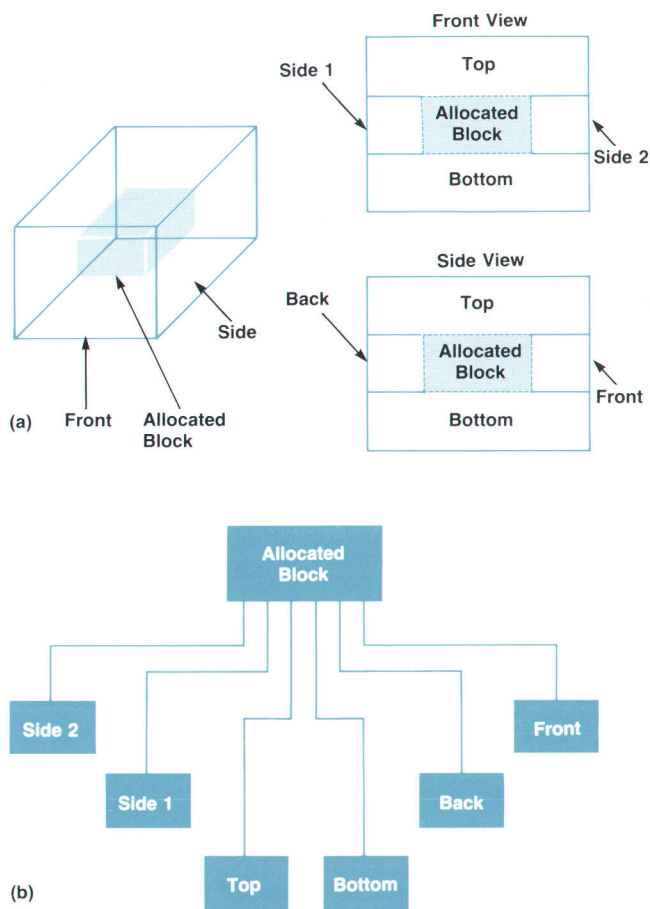 Front View
Side 1
Top
Allocated
Block
Side 2
Bottom
Side View
Back
Top
Allocated
Block
Front
Bottom
Side
(a)
Front
Allocated
Block
Allocated
Block
Side 2
Front
Side 1
Back
Top
Bottom
(b)